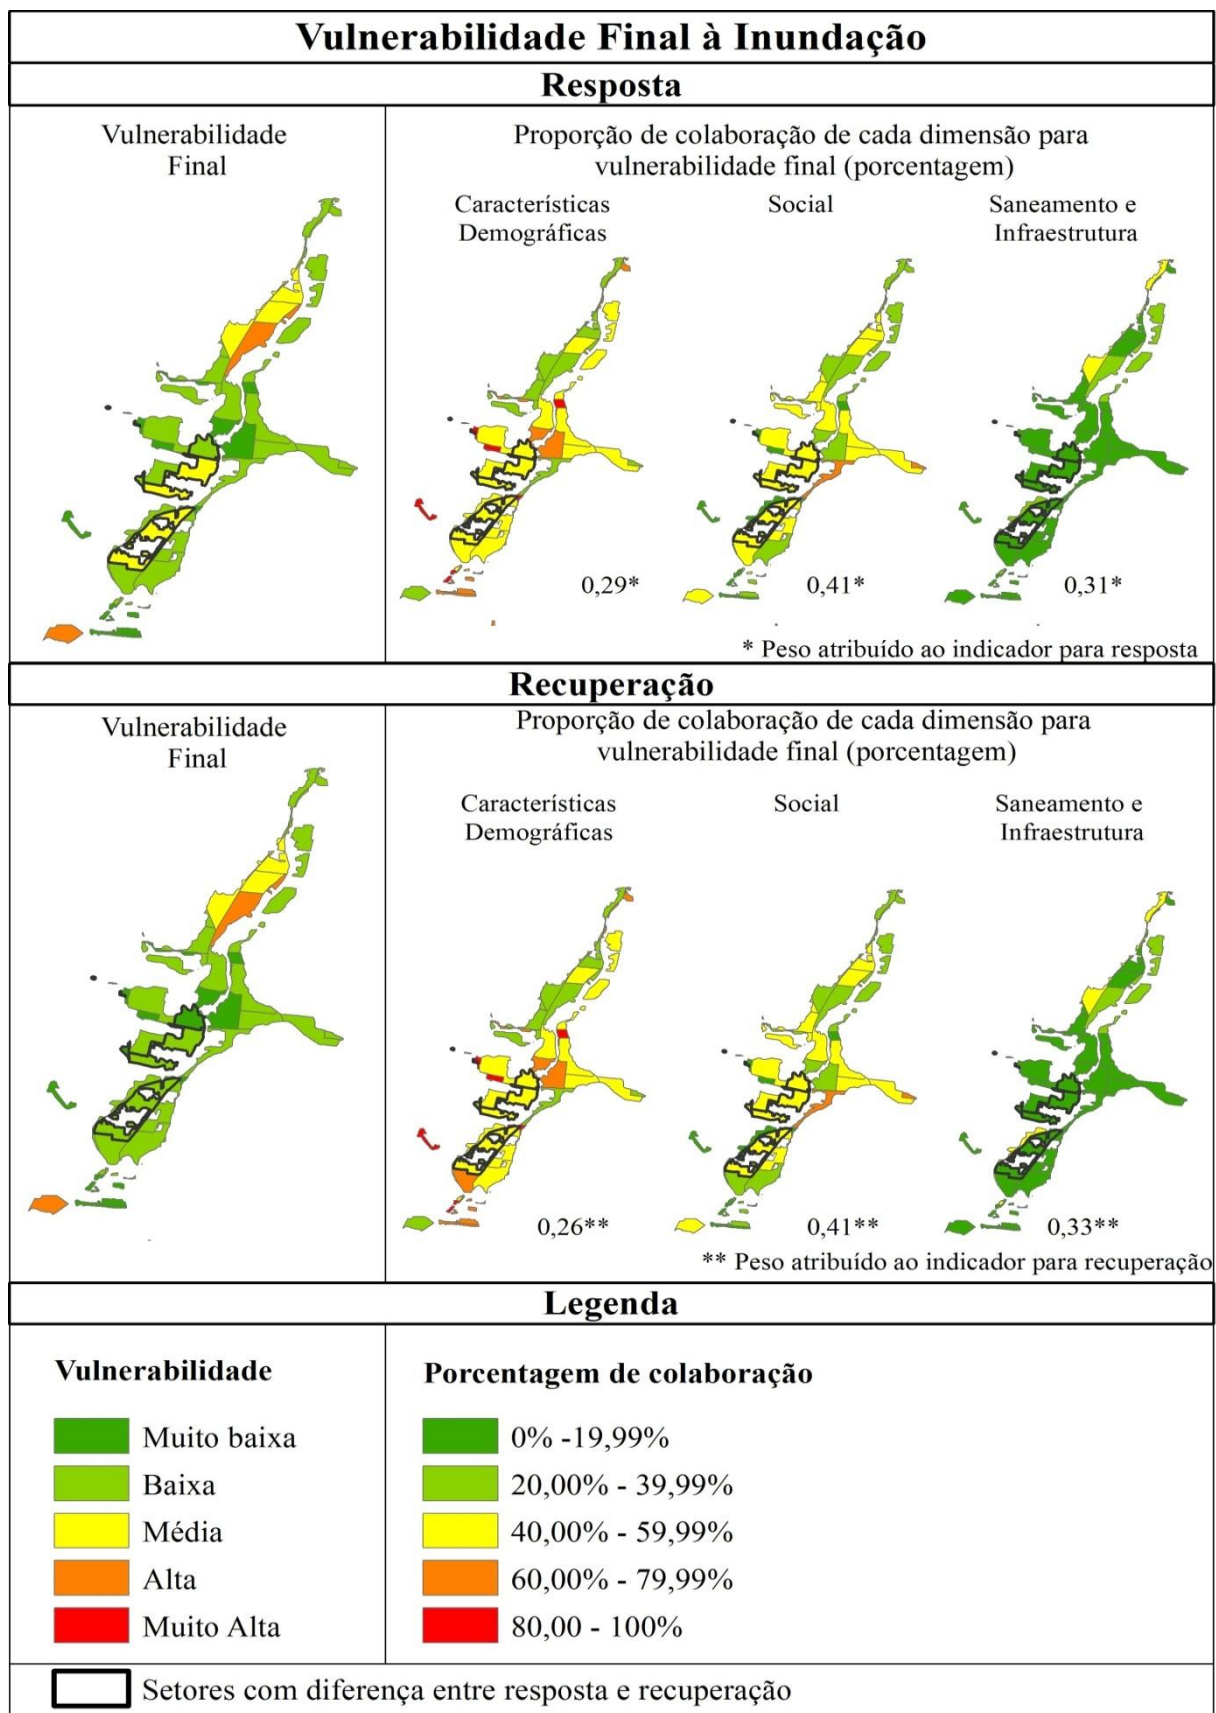 Vulnerabilidade Final à Inundação
Resposta
Vulnerabilidade
Final
Proporção de colaboração de cada dimensão para
vulnerabilidade final (porcentagem)
Características
Demográficas
Social
Saneamento e
Infraestrutura
0,29*
0,41*
0,31*
* Peso atribuído ao indicador para resposta
Recuperação
Vulnerabilidade
Final
Proporção de colaboração de cada dimensão para
vulnerabilidade final (porcentagem)
Características
Demográficas
Social
Saneamento e
Infraestrutura
0,26**
0,41**
0,33**
** Peso atribuído ao indicador para recuperação
Legenda
Vulnerabilidade
Muito baixa
Baixa
Média
Alta
Muito Alta
Porcentagem de colaboração
0% -19,99%
20,00% - 39,99%
40,00% - 59,99%
60,00% - 79,99%
80,00 - 100%
Setores com diferença entre resposta e recuperação